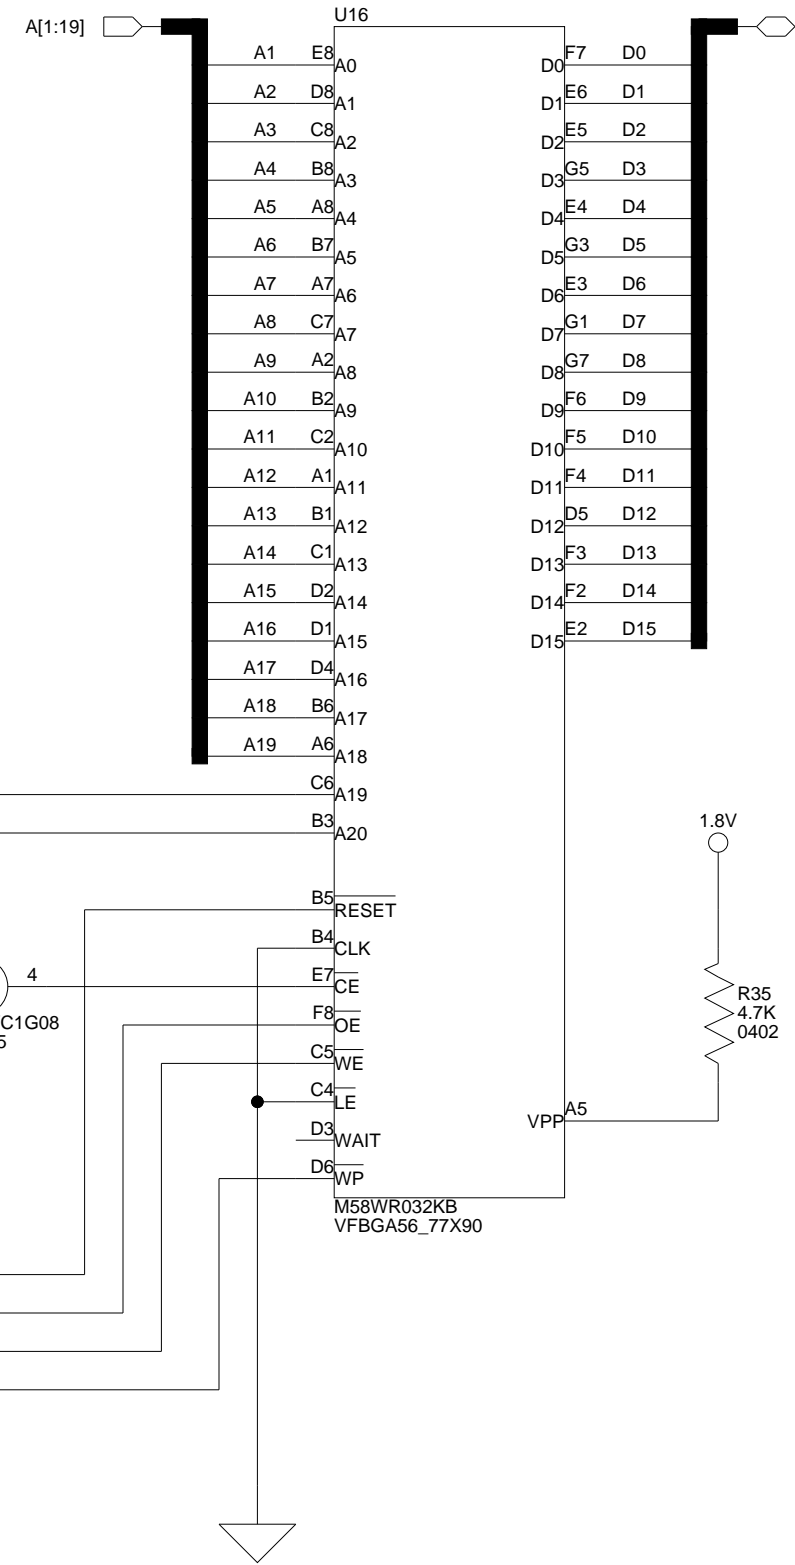 U16
A[1:19]
A1 E8 A0 D0 F7 D0
A2 D8 A1 D1 E6 D1
A3 C8 A2 D2 E5 D2
A4 B8 A3 D3 G5 D3
A5 A8 A4 D4 E4 D4
A6 B7 A5 D5 G3 D5
A7 A7 A6 D6 E3 D6
A8 C7 A7 D7 G1 D7
A9 A2 A8 D8 G7 D8
A10 B2 A9 D9 F6 D9
A11 C2 A10 D10 F5 D10
A12 A1 A11 D11 F4 D11
A13 B1 A12 D12 D5 D12
A14 C1 A13 D13 F3 D13
A15 D2 A14 D14 F2 D14
A16 D1 A15 D15 E2 D15
A17 D4 A16
A18 B6 A17
A19 A6 A18
C6 A19
B3 A20
1.8V
B5 RESET
B4 CLK
4 E7 CE
R35
4.7K
0402
C1G08
5
F8 OE
C5 WE
C4 LE
VPP A5
D3 WAIT
D6 WP
M58WR032KB
VFBGA56_77X90